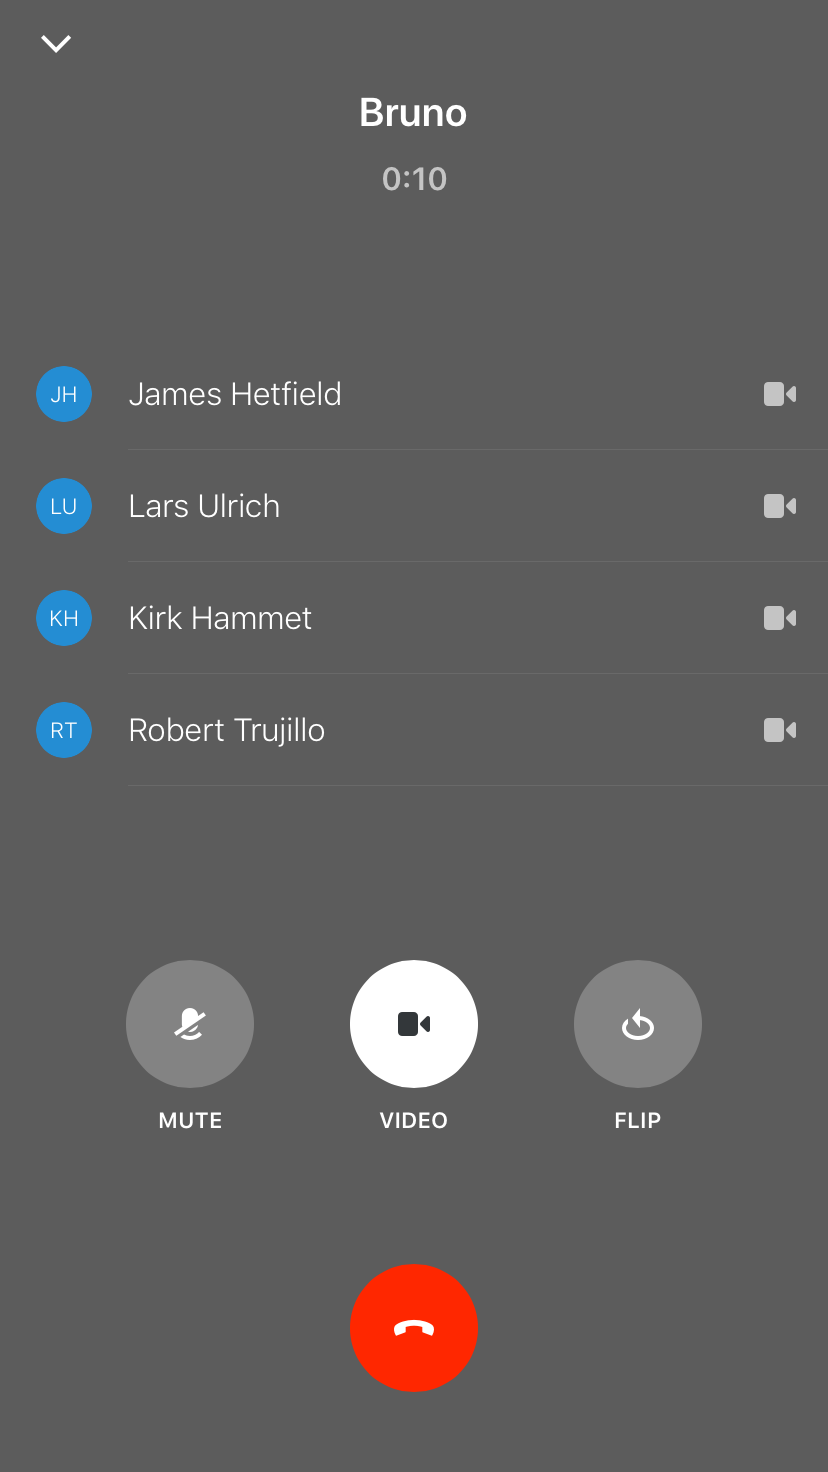 Bruno
0:10
JH James Hetfield
LU Lars Ulrich
KH Kirk Hammet
RT Robert Trujillo
MUTE VIDEO FLIP